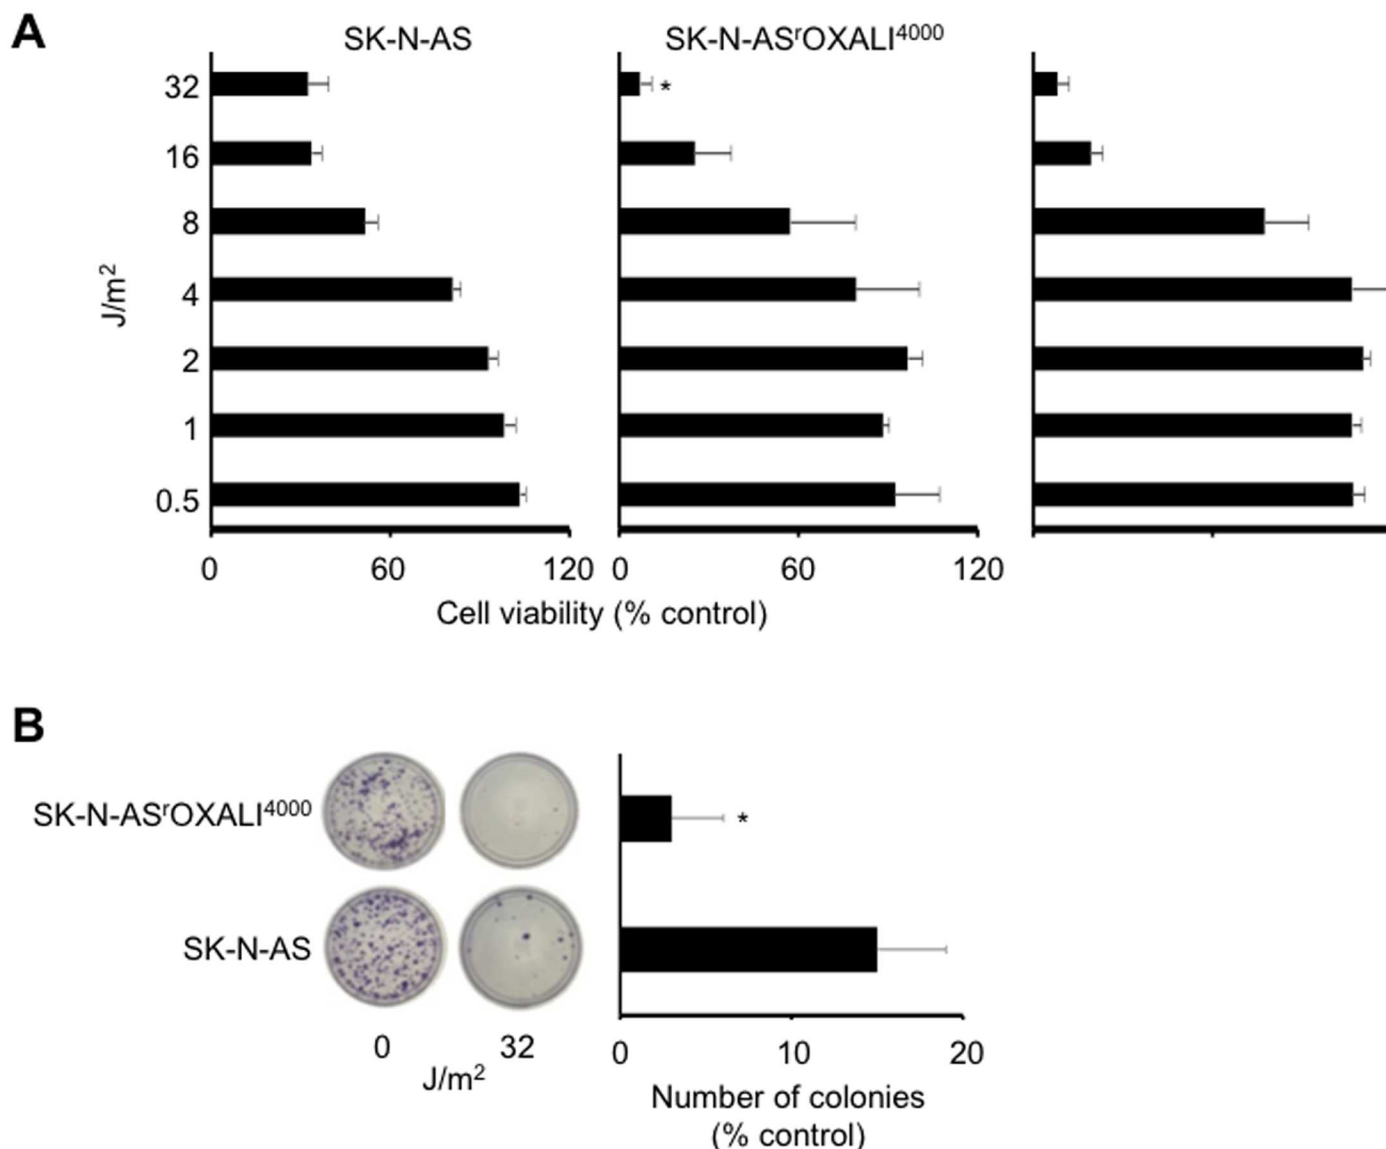 A
SK-N-AS SK-N-ASʳOXALI⁴⁰⁰⁰
32
*
16
8
4
2
1
0.5
J/m²
0 60 120 0 60 120
Cell viability (% control)
B
SK-N-ASʳOXALI⁴⁰⁰⁰
*
SK-N-AS
0 32
J/m²
0 10 20
Number of colonies
(% control)